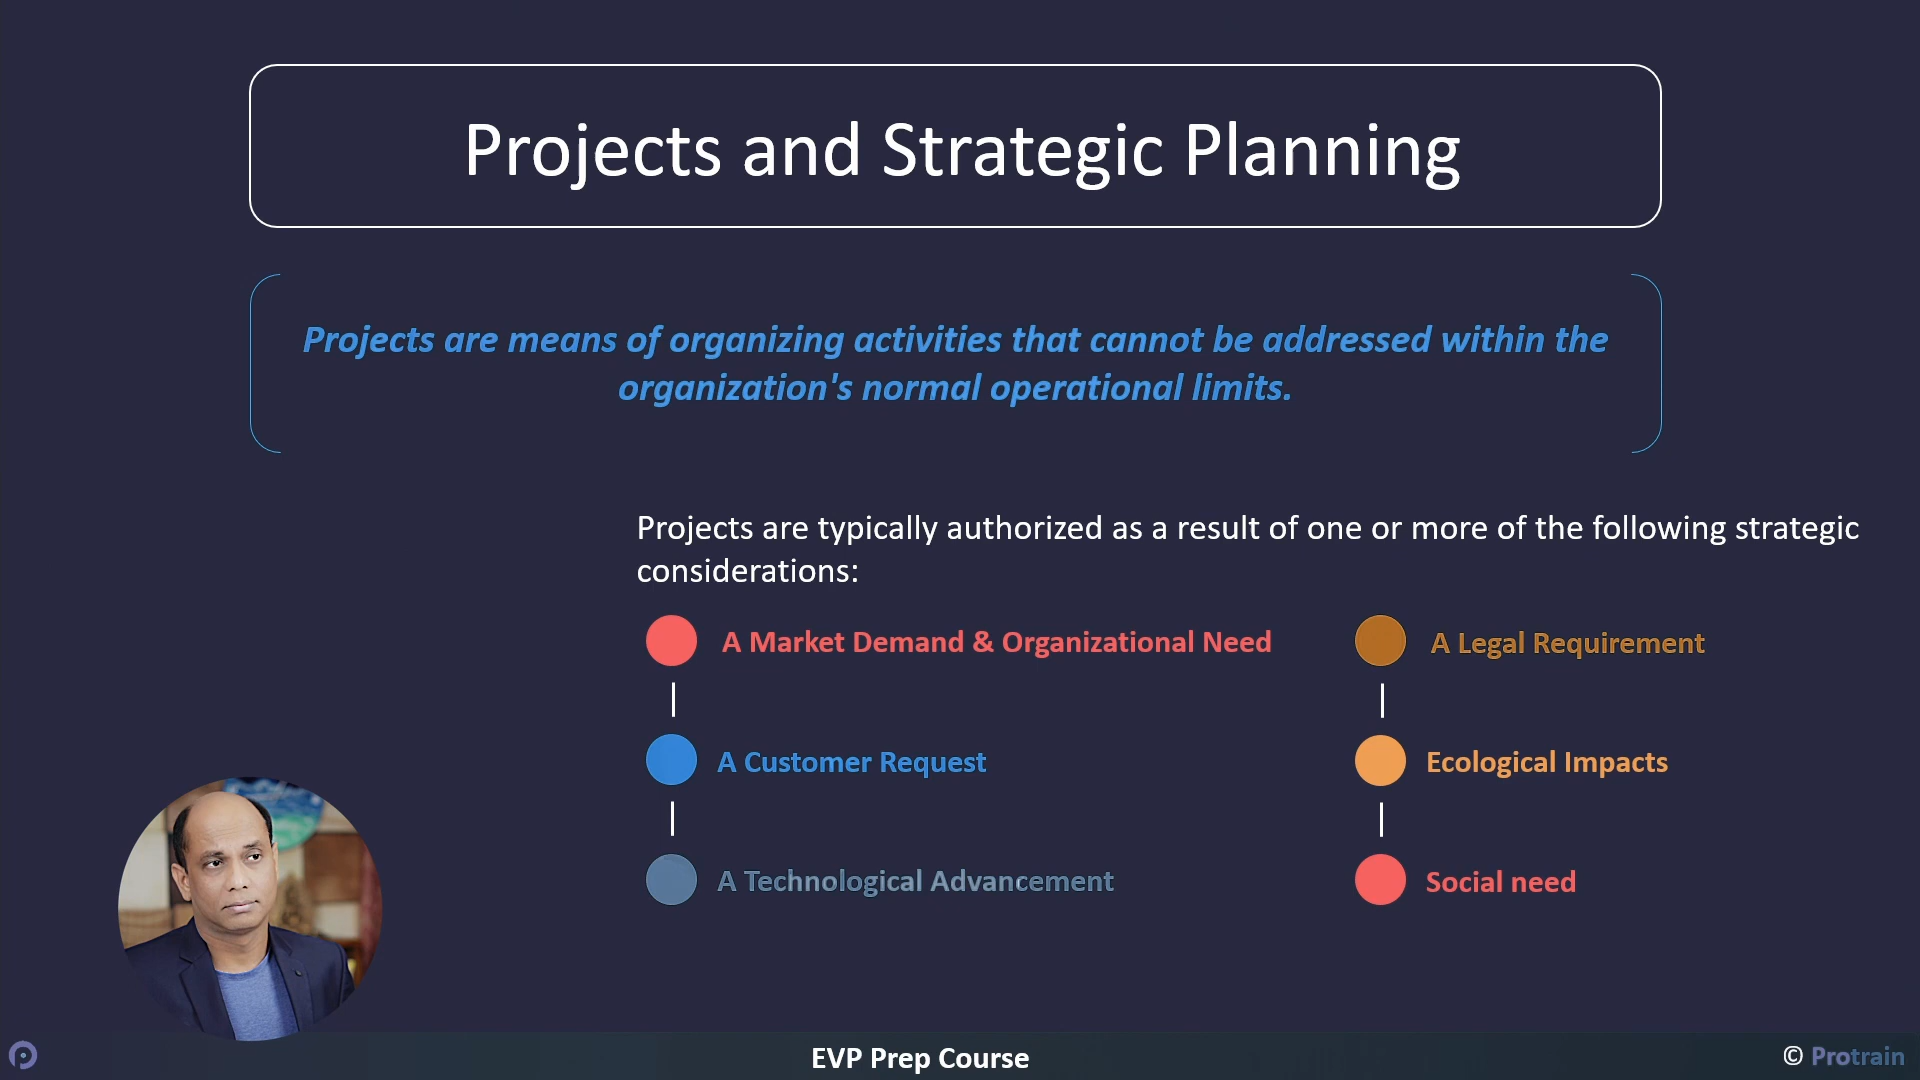 Projects and Strategic Planning
Projects are means of organizing activities that cannot be addressed within the
organization's normal operational limits.
Projects are typically authorized as a result of one or more of the following strategic
considerations:
A Market Demand & Organizational Need
A Customer Request
A Technological Advancement
A Legal Requirement
Ecological Impacts
Social need
EVP Prep Course
© Protrain